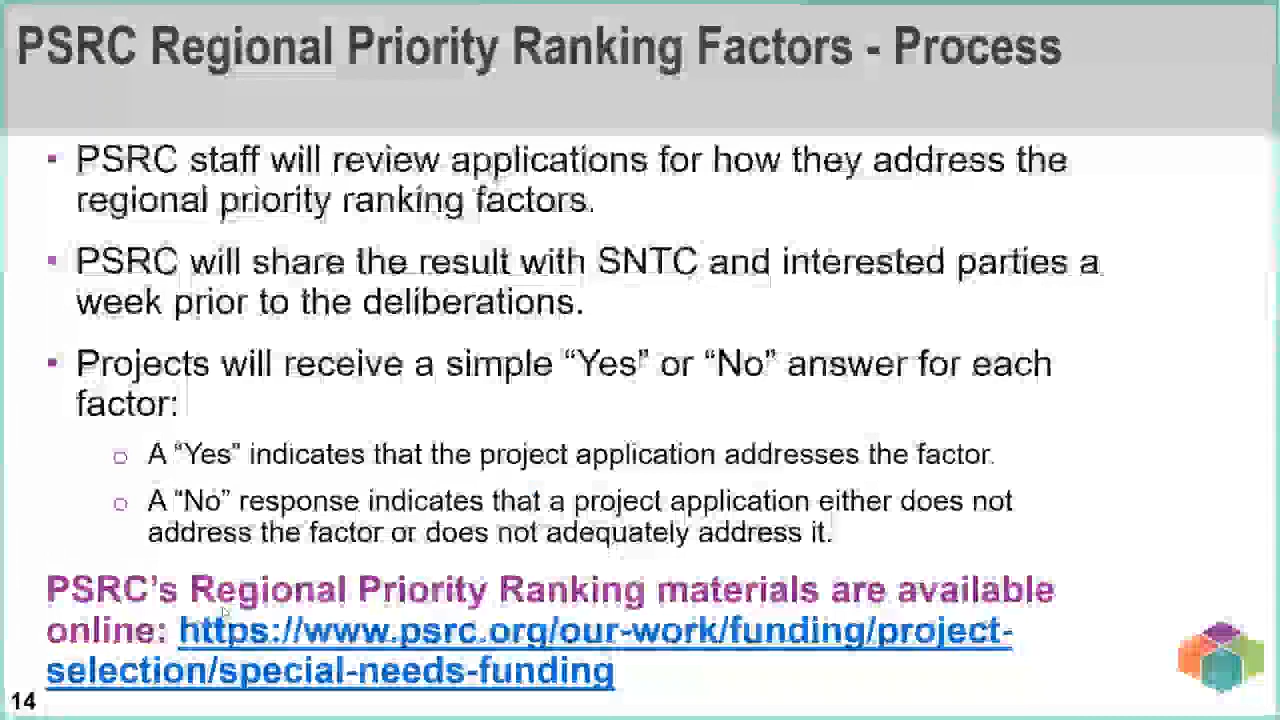 PSRC Regional Priority Ranking Factors - Process
PSRC staff will review applications for how they address the
regional priority ranking factors.
PSRC will share the result with SNTC and interested parties a
week prior to the deliberations.
Projects will receive a simple “Yes” or “No” answer for each
factor:
A “Yes” indicates that the project application addresses the factor.
A “No” response indicates that a project application either does not
address the factor or does not adequately address it.
PSRC’s Regional Priority Ranking materials are available
online: https://www.psrc.org/our-work/funding/project-
selection/special-needs-funding
14